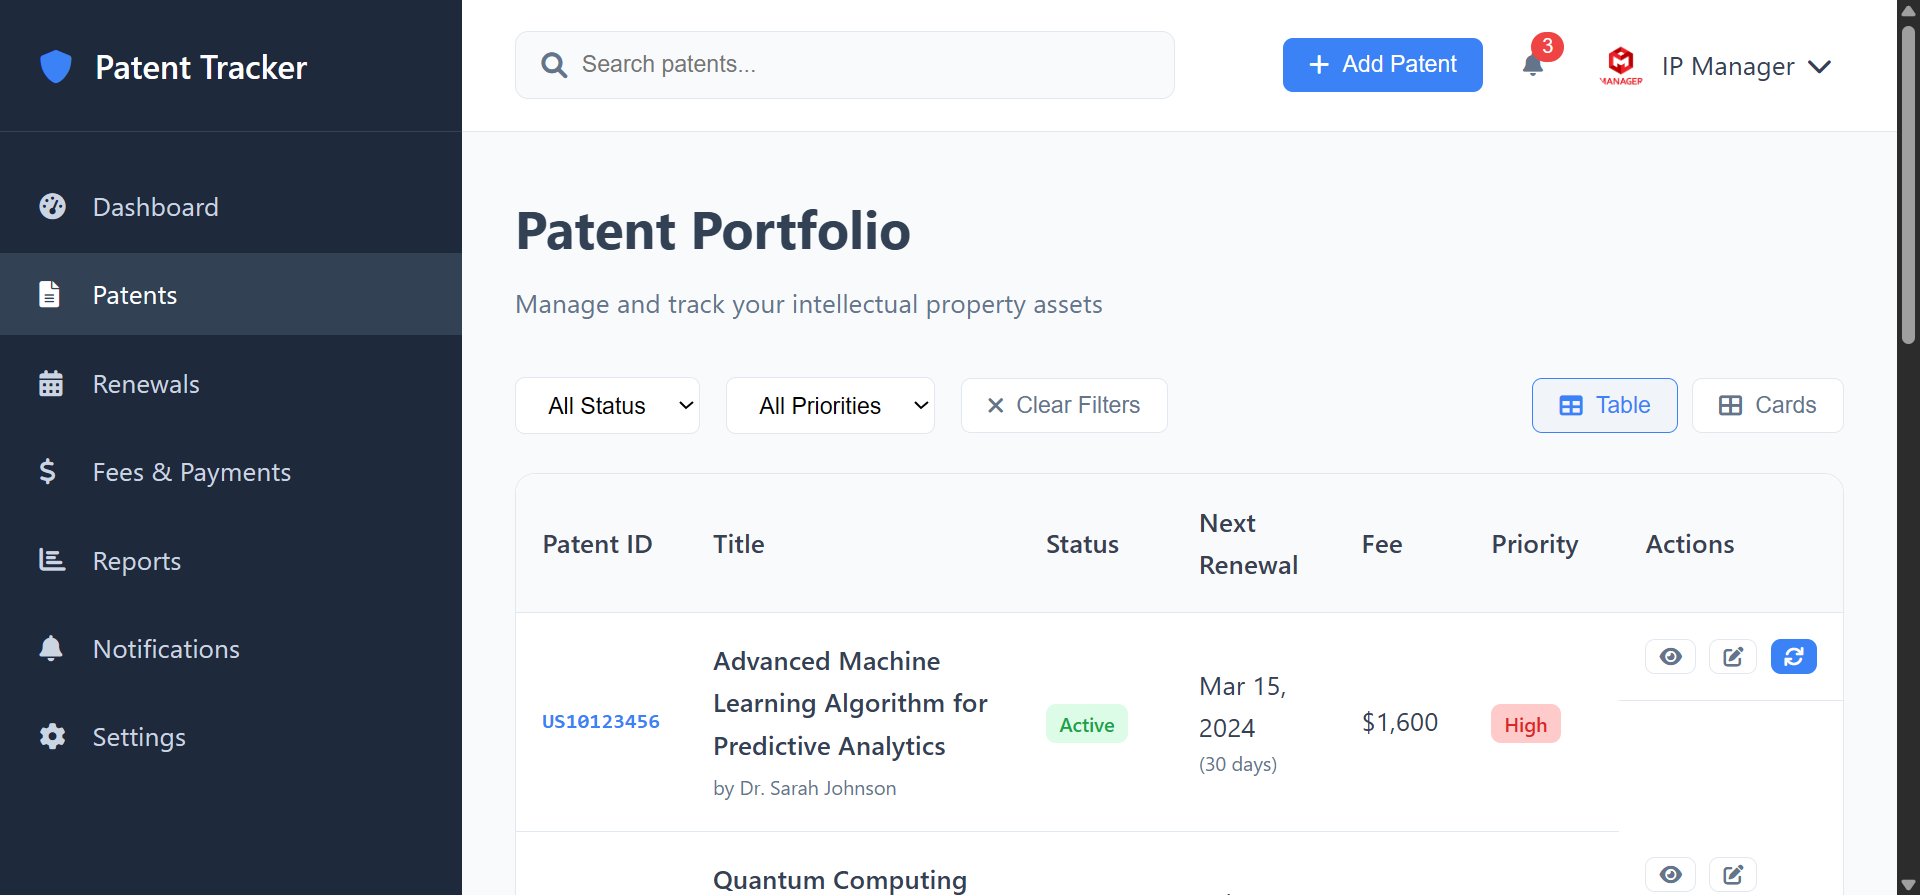 Patent Tracker
Dashboard
Patents
Renewals
Fees & Payments
Reports
Notifications
Settings
Search patents...
Add Patent
3
MANAGER
IP Manager
Patent Portfolio
Manage and track your intellectual property assets
All Status
All Priorities
Clear Filters
Table
Cards
Patent ID
Title
Status
Next
Renewal
Fee
Priority
Actions
US10123456
Advanced Machine
Learning Algorithm for
Predictive Analytics
by Dr. Sarah Johnson
Active
Mar 15,
2024
(30 days)
$1,600
High
Quantum Computing